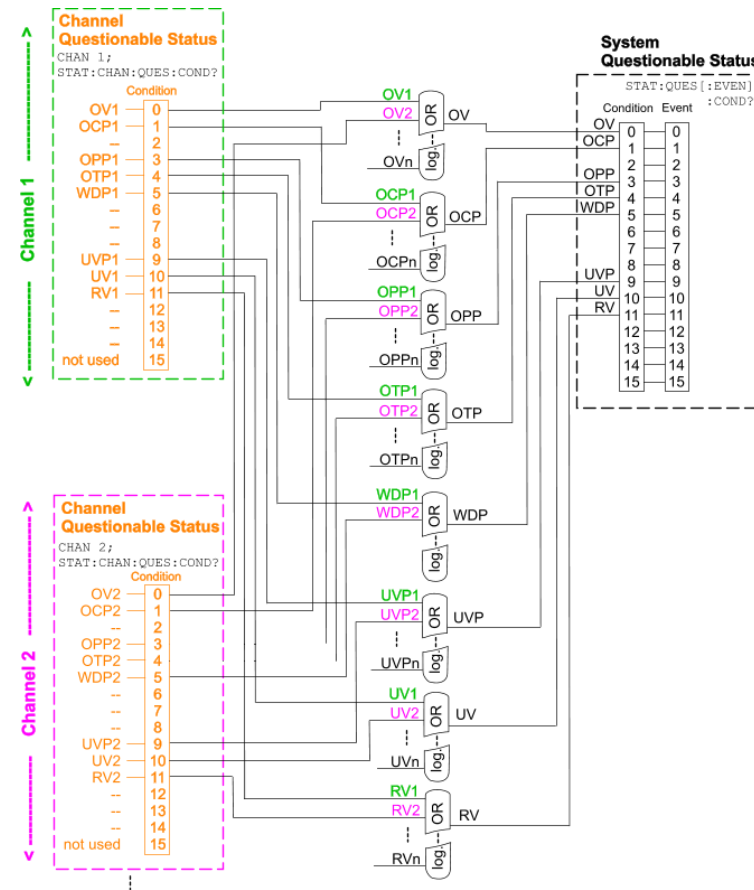 Channel
Questionable Status
CHAN 1;
STAT:CHAN:QUES:COND?
Condition
OV1 0
OCP1 1
-- 2
OPP1 3
OTP1 4
WDP1 5
-- 6
-- 7
-- 8
UVP1 9
UV1 10
RV1 11
-- 12
-- 13
-- 14
not used 15
<------- Channel 1 ------->
Channel
Questionable Status
CHAN 2;
STAT:CHAN:QUES:COND?
Condition
OV2 0
OCP2 1
-- 2
OPP2 3
OTP2 4
WDP2 5
-- 6
-- 7
-- 8
UVP2 9
UV2 10
RV2 11
-- 12
-- 13
-- 14
not used 15
<------- Channel 2 ------->
OV1
OV2 OR OV
OVn log.
OCP1
OCP2 OR OCP
OCPn log.
OPP1
OPP2 OR OPP
OPPn log.
OTP1
OTP2 OR OTP
OTPn log.
WDP1
WDP2 OR WDP
log.
UVP1
UVP2 OR UVP
UVPn log.
UV1
UV2 OR UV
UVn log.
RV1
RV2 OR RV
RVn log.
System
Questionable Status
STAT:QUES[:EVEN]
:COND?
Condition Event
OV 0 0
OCP 1 1
2 2
OPP 3 3
OTP 4 4
WDP 5 5
6 6
7 7
8 8
UVP 9 9
UV 10 10
RV 11 11
12 12
13 13
14 14
15 15